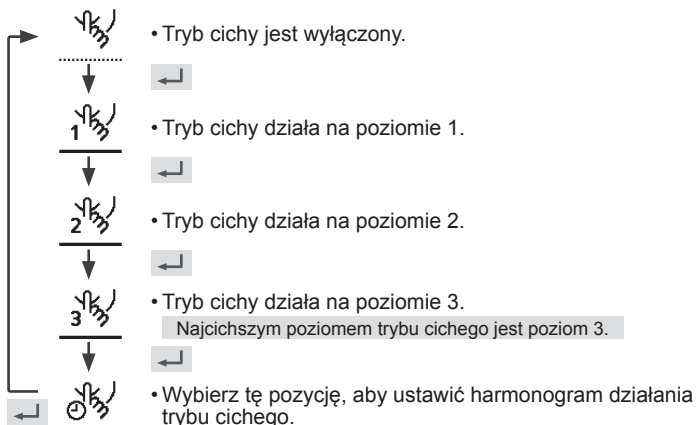 • Tryb cichy jest wyłączony.
1
• Tryb cichy działa na poziomie 1.
2
• Tryb cichy działa na poziomie 2.
3
• Tryb cichy działa na poziomie 3.
Najcichszym poziomem trybu cichego jest poziom 3.
• Wybierz tę pozycję, aby ustawić harmonogram działania
trybu cichego.